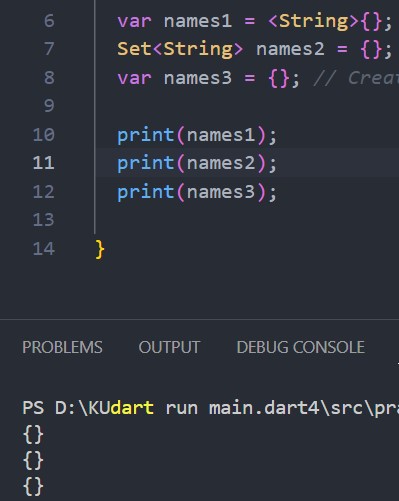 6 var names1 = <String>{};
7 Set<String> names2 = {};
8 var names3 = {}; // Creat
9
10 print(names1);
11 print(names2);
12 print(names3);
13
14 }
PROBLEMS OUTPUT DEBUG CONSOLE
PS D:\KUdart run main.dart4\src\pra
{}
{}
{}